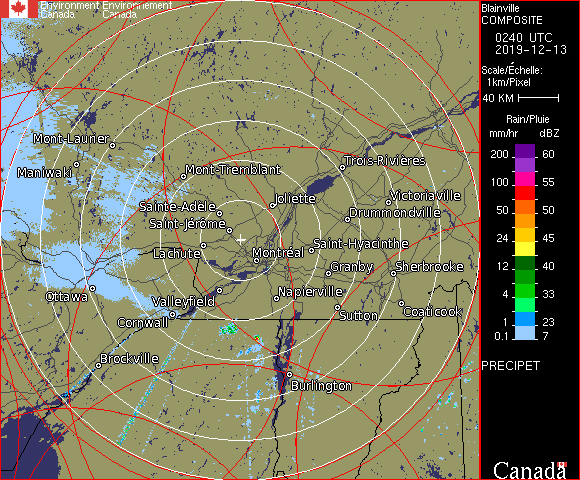 Environment Environnement
Canada Canada
Blainville
COMPOSITE
0240 UTC
2019-12-13
Scale/Échelle:
1km/Pixel
40 KM
Rain/Pluie
mm/hr dBZ
200 60
100 55
50 50
24 45
12 40
4 33
1 23
0.1 7
PRECIPET
Canada
Mont-Laurier
Maniwaki
Mont-Tremblant
Trois-Rivières
Sainte-Adèle
Joliette
Victoriaville
Saint-Jérôme
Drummondville
Lachute
Montréal
Saint-Hyacinthe
Granby
Sherbrooke
Ottawa
Valleyfield
Napierville
Cornwall
Sutton
Coaticook
Brockville
Burlington